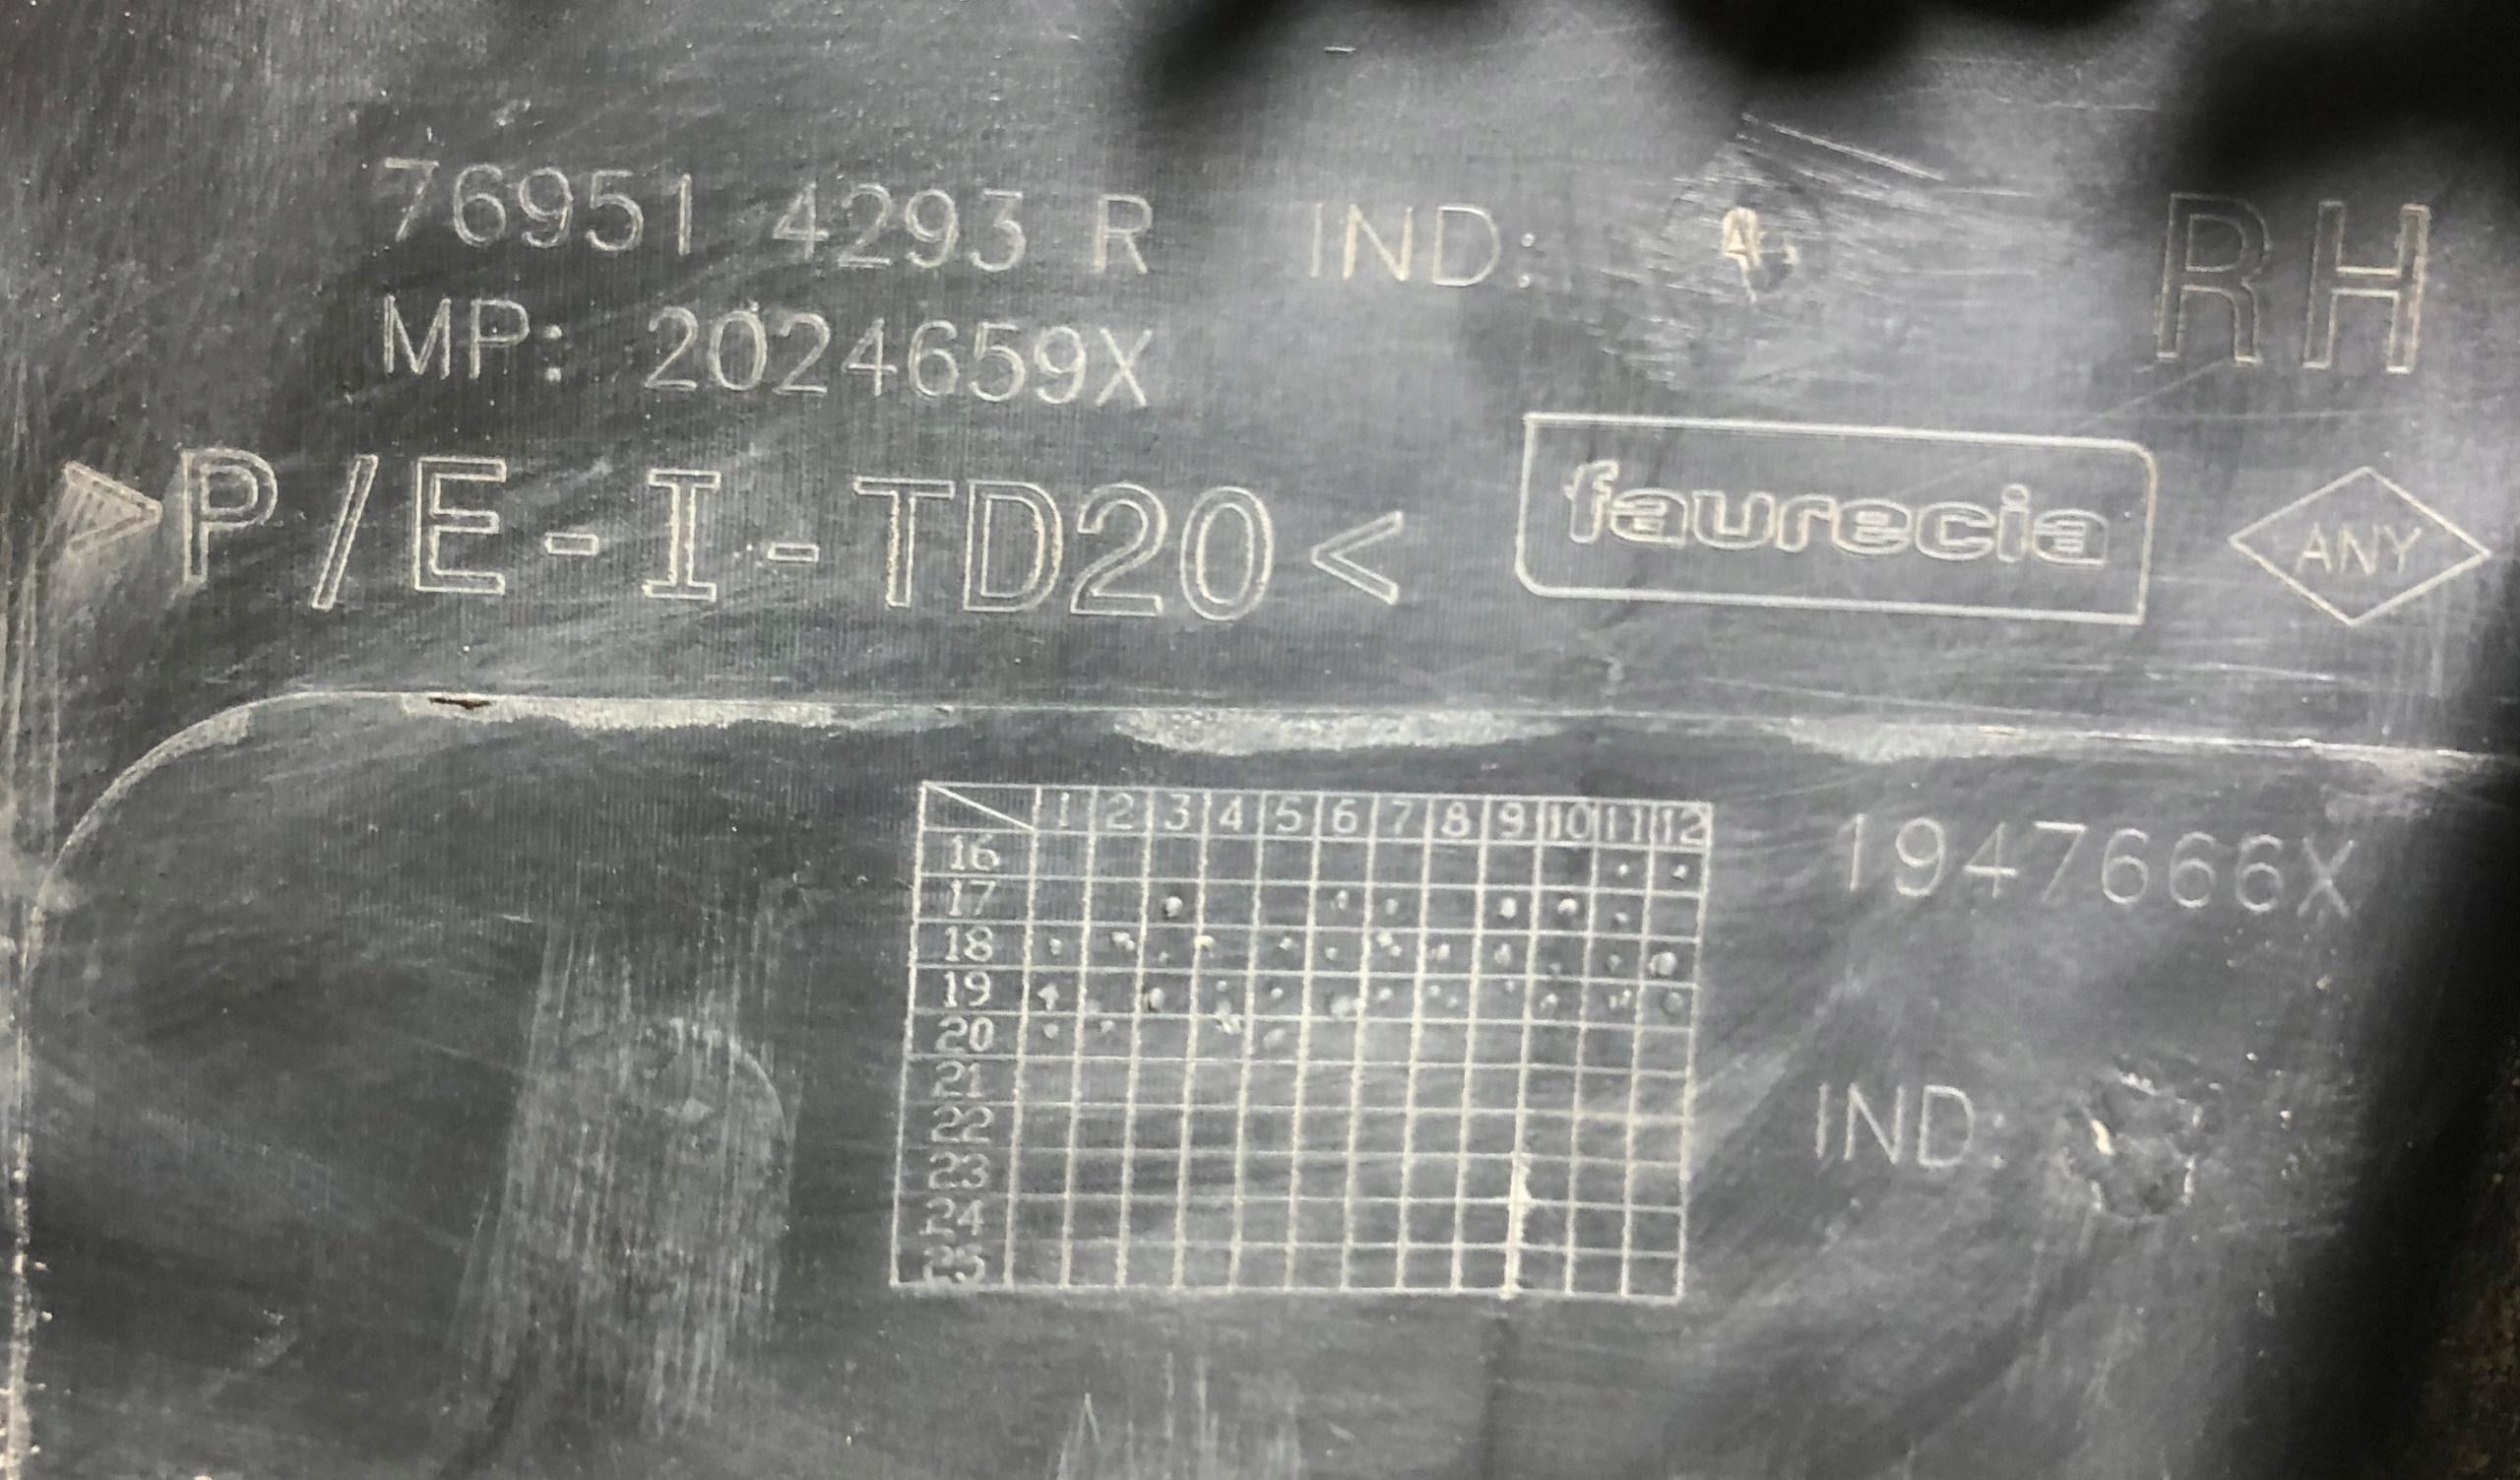 76951 4293 R IND: A RH
MP: 2024659X
>P/E-I-TD20< faurecia ANY
1 2 3 4 5 6 7 8 9 10 11 12
16
17
18
19
20
21
22
23
24
25
1947666X
IND: